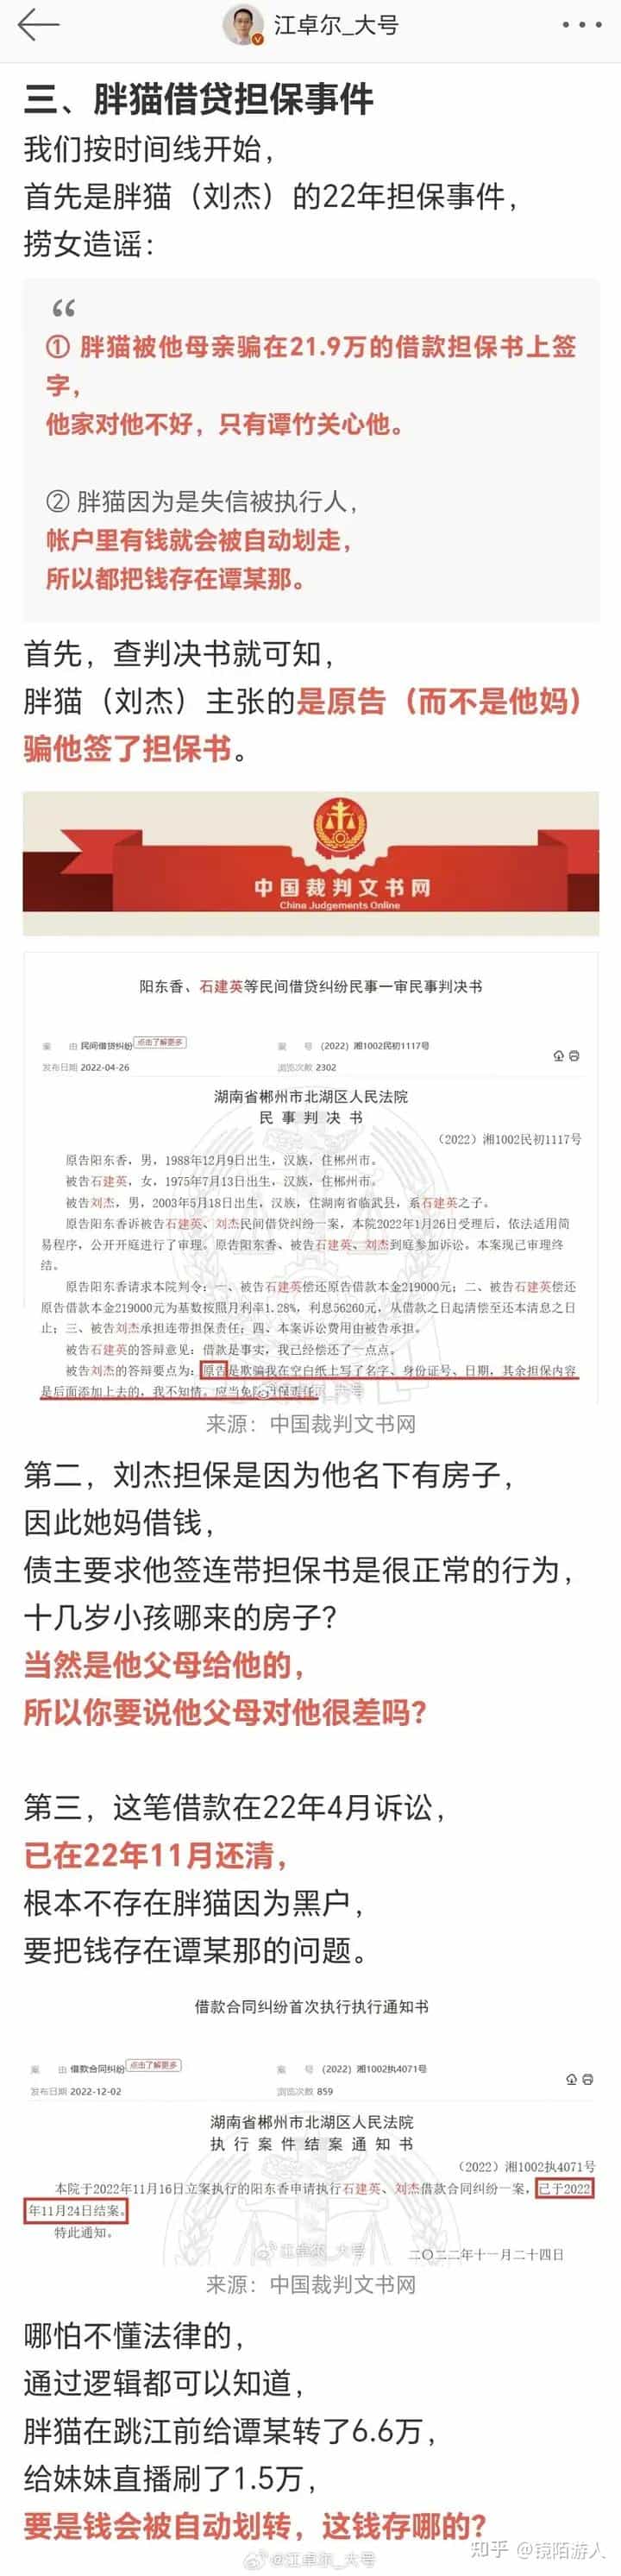 江卓尔_大号
三、胖猫借贷担保事件
我们按时间线开始，
首先是胖猫（刘杰）的22年担保事件，
捞女造谣：
“
① 胖猫被他母亲骗在21.9万的借款担保书上签
字，
他家对他不好，只有谭竹关心他。
② 胖猫因为是失信被执行人，
帐户里有钱就会被自动划走，
所以都把钱存在谭某那。
首先，查判决书就可知，
胖猫（刘杰）主张的是原告（而不是他妈）
骗他签了担保书。
中国裁判文书网
China Judgements Online
阳东香、石建英等民间借贷纠纷民事一审民事判决书
案 由 民间借贷纠纷 点击了解更多 案 号 （2022）湘1002民初1117号
发布日期 2022-04-26 浏览次数 2302
湖南省郴州市北湖区人民法院
民 事 判 决 书
（2022）湘1002民初1117号
原告阳东香，男，1988年12月9日出生，汉族，住郴州市。
被告石建英，女，1975年7月13日出生，汉族，住郴州市。
被告刘杰，男，2003年5月18日出生，汉族，住湖南省临武县，系石建英之子。
原告阳东香诉被告石建英、刘杰民间借贷纠纷一案，本院2022年1月26日受理后，依法适用简
易程序，公开开庭进行了审理。原告阳东香、被告石建英、刘杰到庭参加诉讼。本案现已审理终
结。
原告阳东香请求本院判令：一、被告石建英偿还原告借款本金219000元；二、被告石建英偿还
原告借款本金219000元为基数按照月利率1.28%，利息56260元，从借款之日起清偿至还本清息之日
止；三、被告刘杰承担连带担保责任；四、本案诉讼费用由被告承担。
被告石建英的答辩意见：借款是事实，我已经偿还了一点点。
被告刘杰的答辩要点为：原告是欺骗我在空白纸上写了名字、身份证号、日期，其余担保内容
是后面添加上去的，我不知情。应当免除担保责任。
来源：中国裁判文书网
第二，刘杰担保是因为他名下有房子，
因此她妈借钱，
债主要求他签连带担保书是很正常的行为，
十几岁小孩哪来的房子？
当然是他父母给他的，
所以你要说他父母对他很差吗？
第三，这笔借款在22年4月诉讼，
已在22年11月还清，
根本不存在胖猫因为黑户，
要把钱存在谭某那的问题。
借款合同纠纷首次执行执行通知书
案 由 借款合同纠纷 点击了解更多 案 号 （2022）湘1002执4071号
发布日期 2022-12-02 浏览次数 859
湖南省郴州市北湖区人民法院
执 行 案 件 结 案 通 知 书
（2022）湘1002执4071号
本院于2022年11月16日立案执行的阳东香申请执行石建英、刘杰借款合同纠纷一案，已于2022
年11月24日结案。
特此通知。
江卓尔_大号
二〇二二年十一月二十四日
来源：中国裁判文书网
哪怕不懂法律的，
通过逻辑都可以知道，
胖猫在跳江前给谭某转了6.6万，
给妹妹直播刷了1.5万，
要是钱会被自动划转，这钱存哪的？
知乎 @镜陌游人
@江卓尔_大号